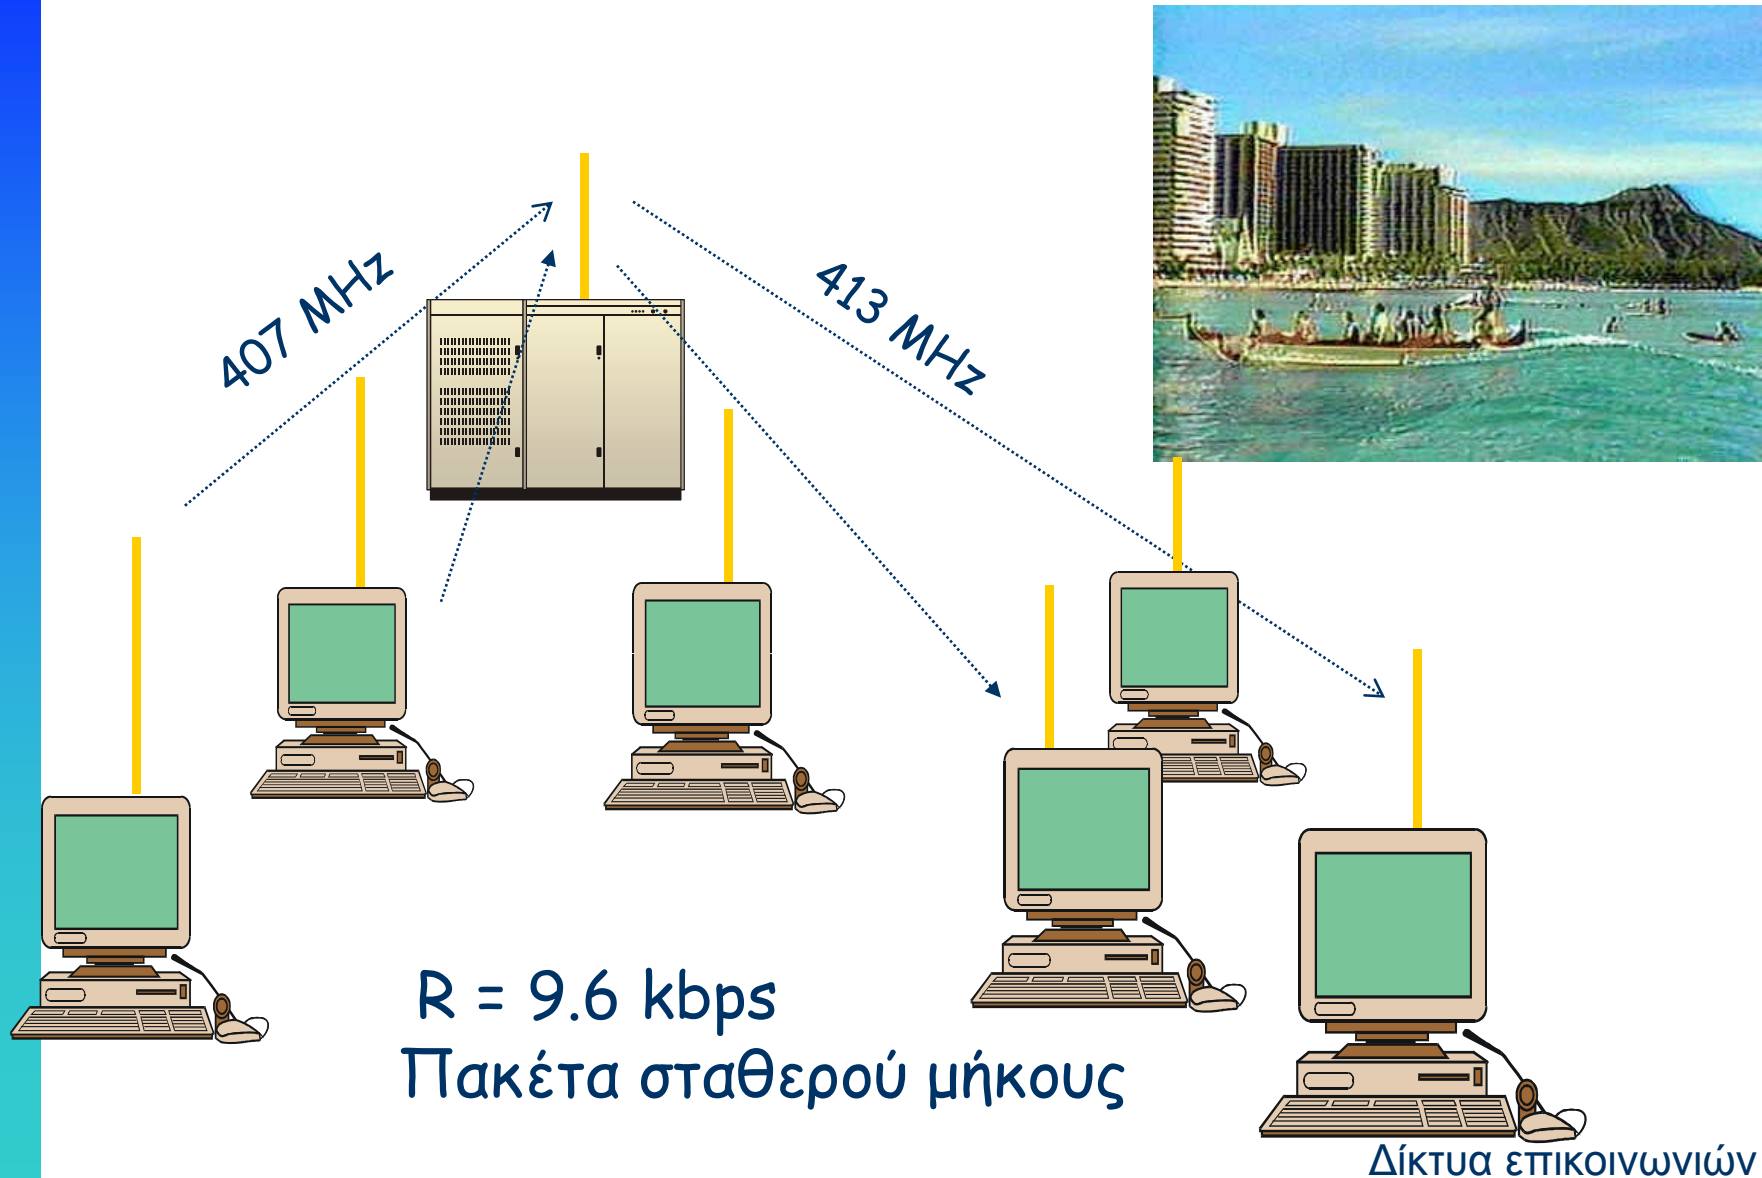 407 MHz
413 MHz
R = 9.6 kbps
Πακέτα σταθερού μήκους
Δίκτυα επικοινωνιών